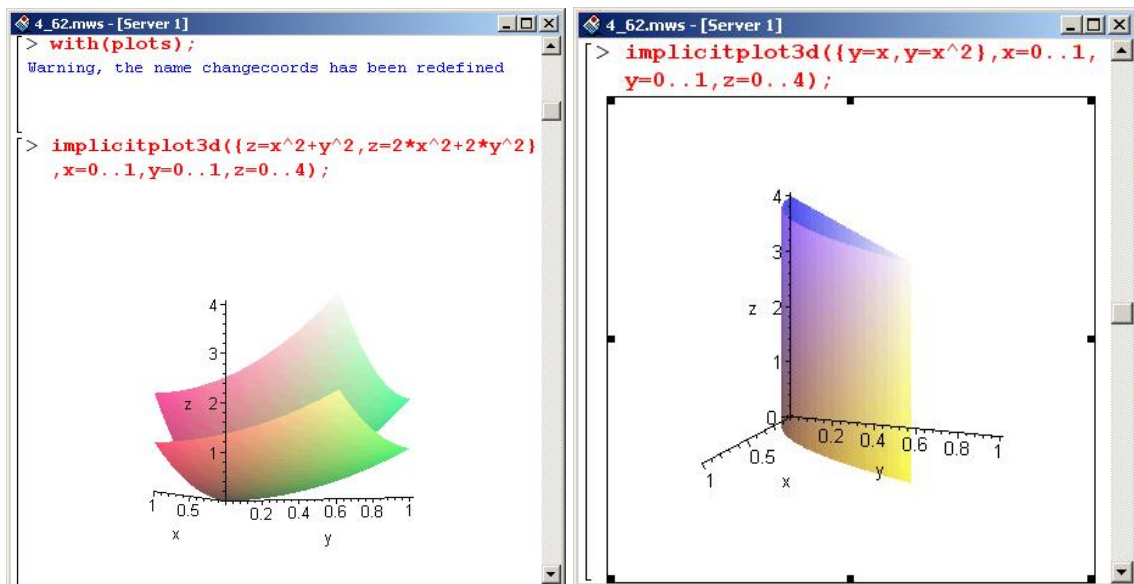 4_62.mws - [Server 1]
> with(plots);
Warning, the name changecoords has been redefined
> implicitplot3d({z=x^2+y^2,z=2*x^2+2*y^2}
,x=0..1,y=0..1,z=0..4);
4
3
z 2
1
1 0.5 0.2 0.4 0.6 0.8 1
x y
4_62.mws - [Server 1]
> implicitplot3d({y=x,y=x^2},x=0..1,
y=0..1,z=0..4);
4
3
z 2
1
0
0.2 0.4 0.6 0.8 1
0.5
1 x y